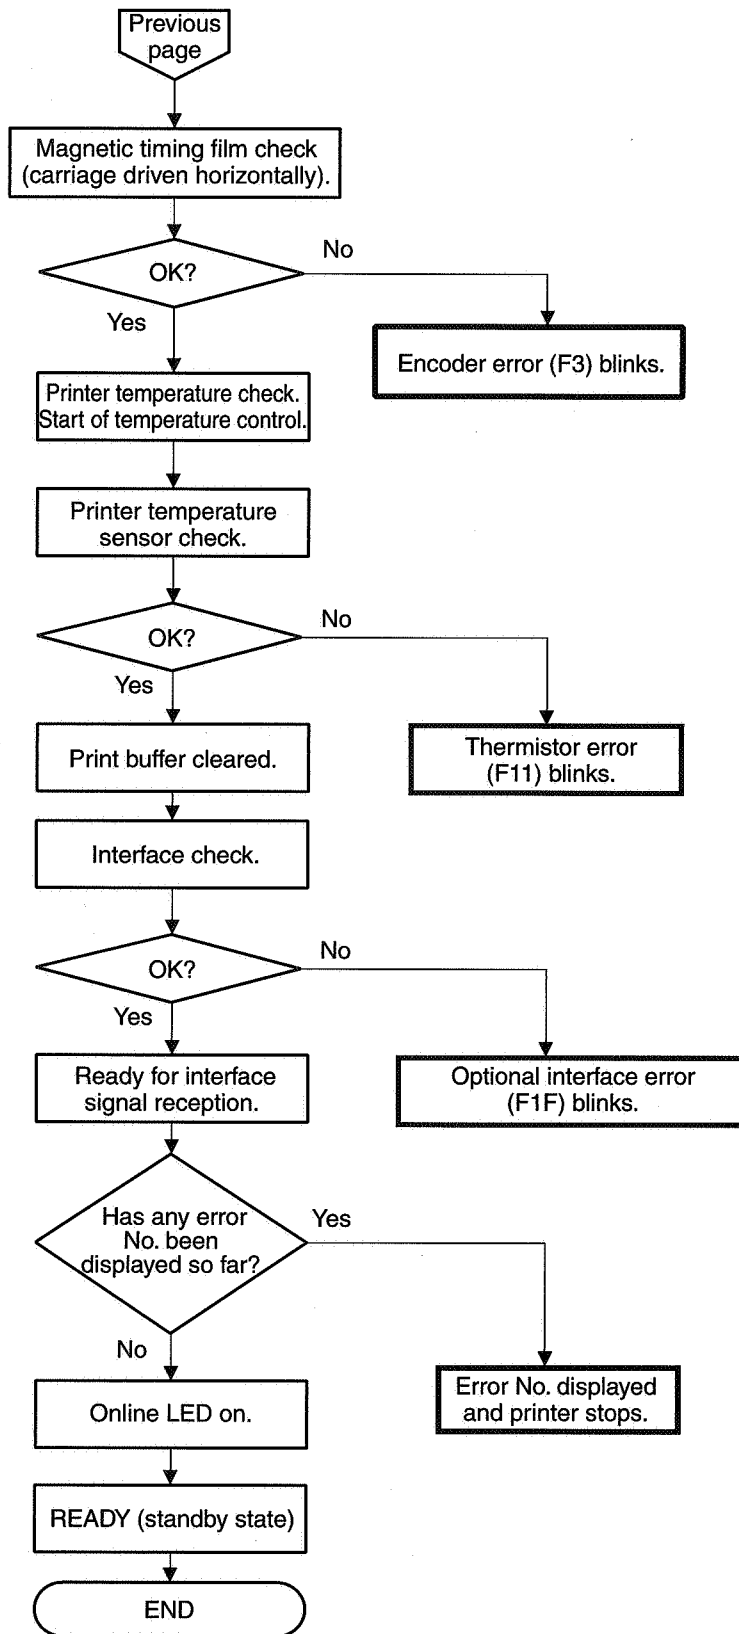 Previous
page
Magnetic timing film check
(carriage driven horizontally).
OK?
No
Yes
Encoder error (F3) blinks.
Printer temperature check.
Start of temperature control.
Printer temperature
sensor check.
OK?
No
Yes
Thermistor error
(F11) blinks.
Print buffer cleared.
Interface check.
OK?
No
Yes
Optional interface error
(F1F) blinks.
Ready for interface
signal reception.
Has any error
No. been
displayed so far?
Yes
No
Error No. displayed
and printer stops.
Online LED on.
READY (standby state)
END